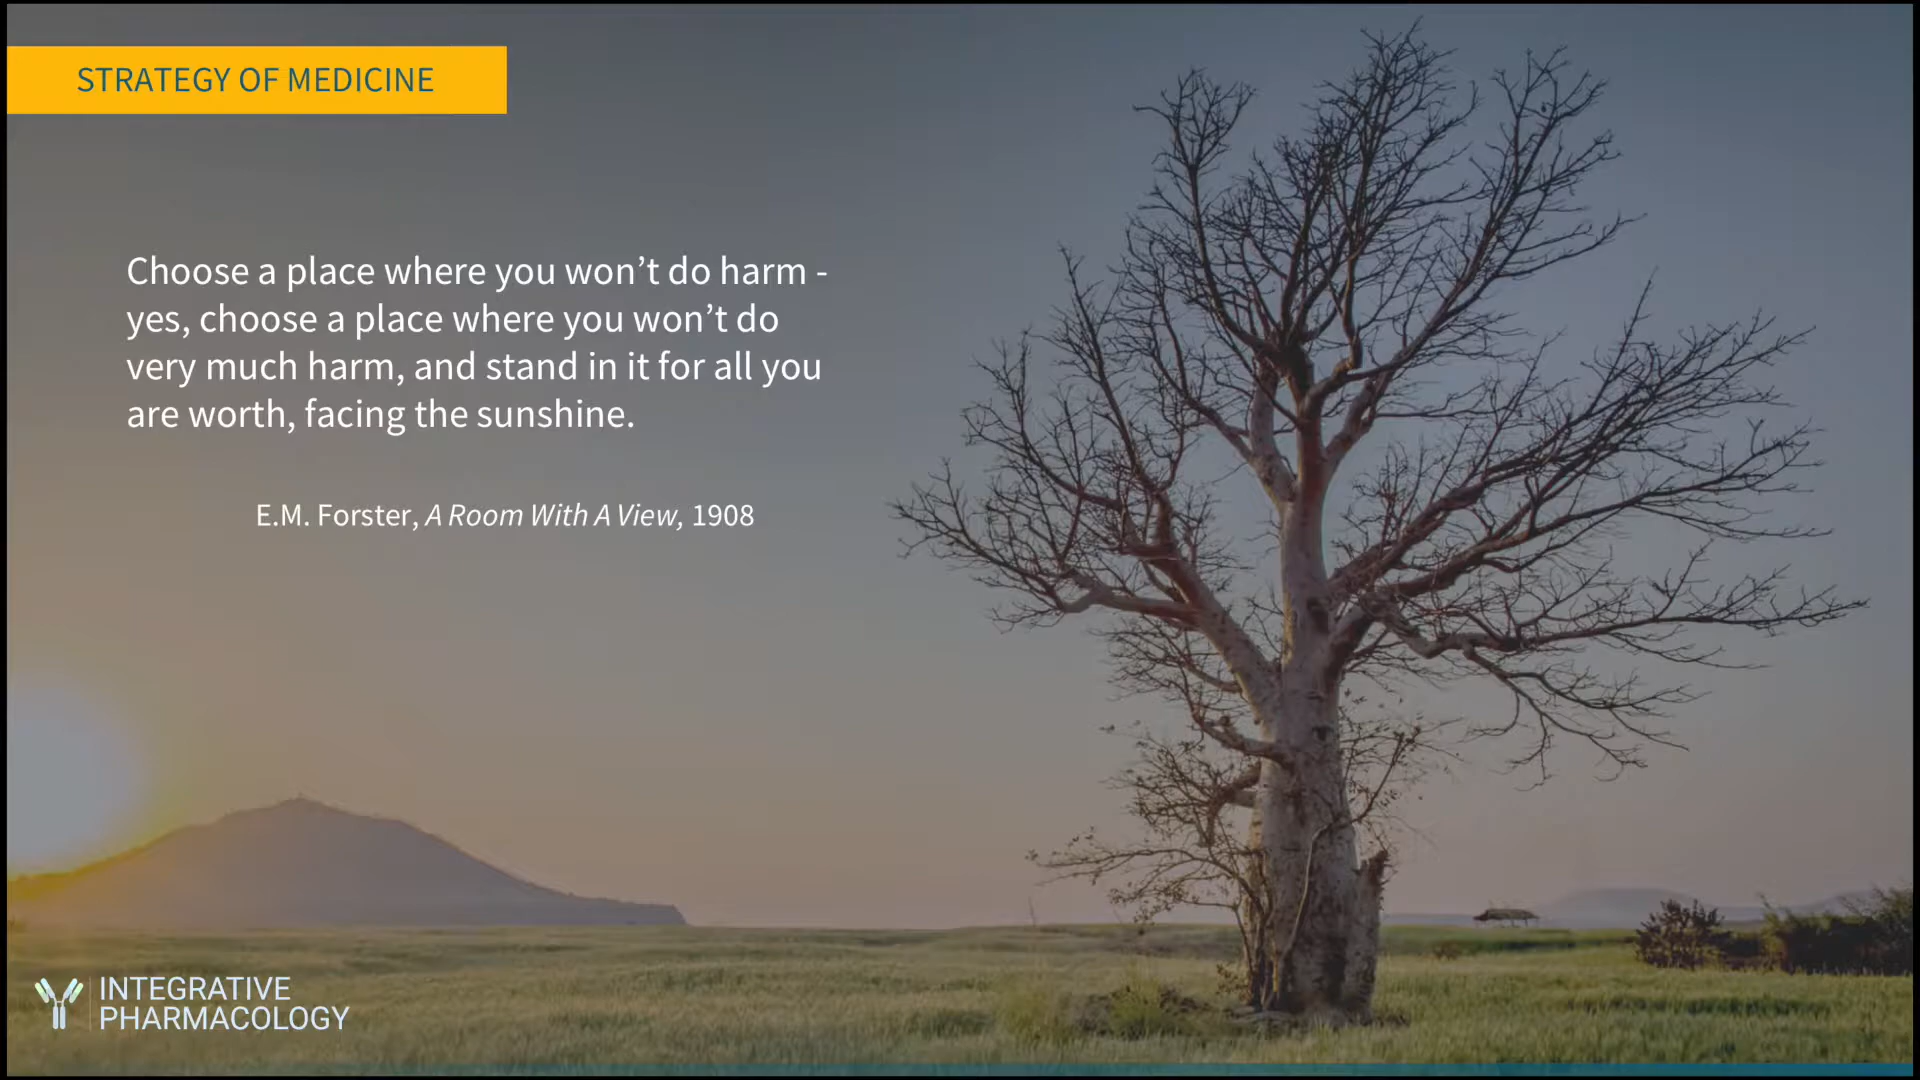 STRATEGY OF MEDICINE
Choose a place where you won’t do harm -
yes, choose a place where you won’t do
very much harm, and stand in it for all you
are worth, facing the sunshine.
E.M. Forster, A Room With A View, 1908
INTEGRATIVE
PHARMACOLOGY